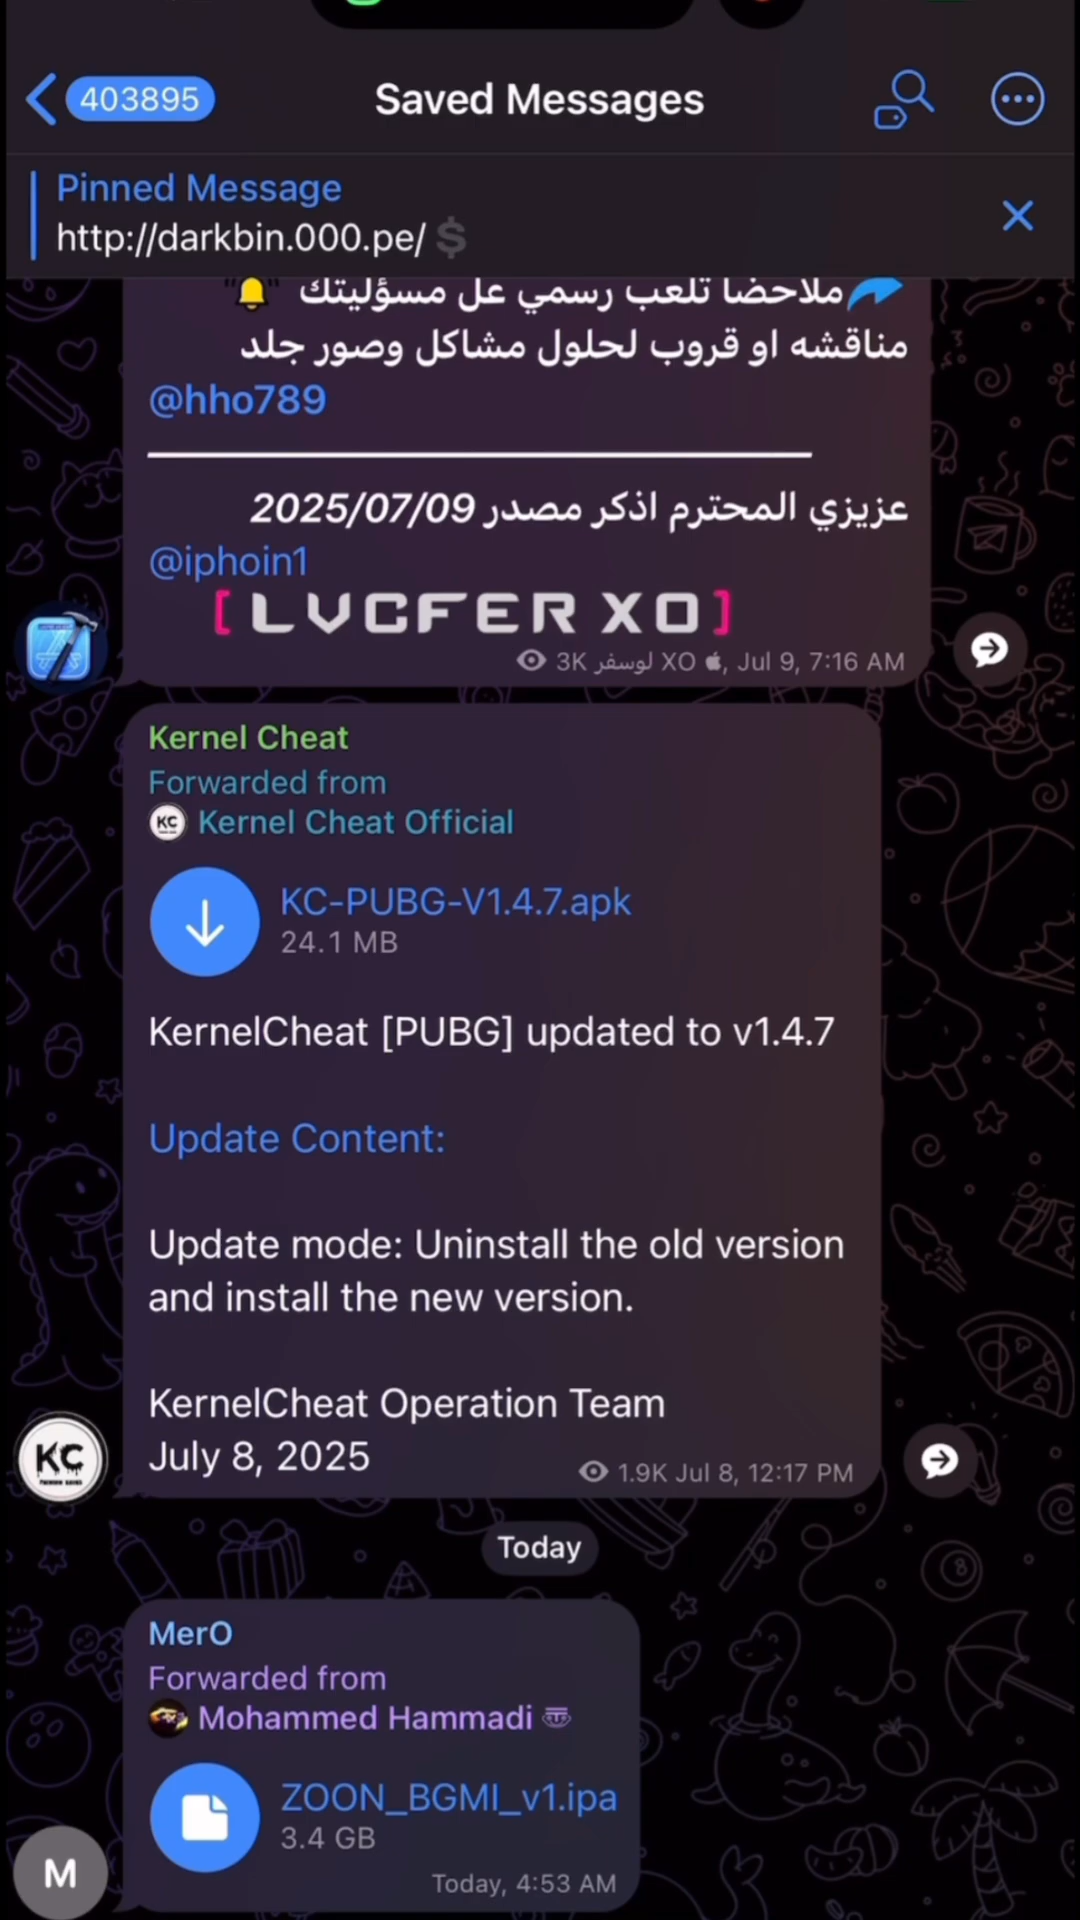 403895
Saved Messages
Pinned Message
http://darkbin.000.pe/
ملاحضا تلعب رسمي عل مسؤليتك
مناقشه او قروب لحلول مشاكل وصور جلد
@hho789
عزيزي المحترم اذكر مصدر 2025/07/09
@iphoin1
[LVCFER XO]
3K لوسفر XO , Jul 9, 7:16 AM
Kernel Cheat
Forwarded from
KC Kernel Cheat Official
KC-PUBG-V1.4.7.apk
24.1 MB
KernelCheat [PUBG] updated to v1.4.7
Update Content:
Update mode: Uninstall the old version
and install the new version.
KernelCheat Operation Team
July 8, 2025
KC
1.9K Jul 8, 12:17 PM
Today
MerO
Forwarded from
Mohammed Hammadi
ZOON_BGMI_v1.ipa
3.4 GB
M
Today, 4:53 AM